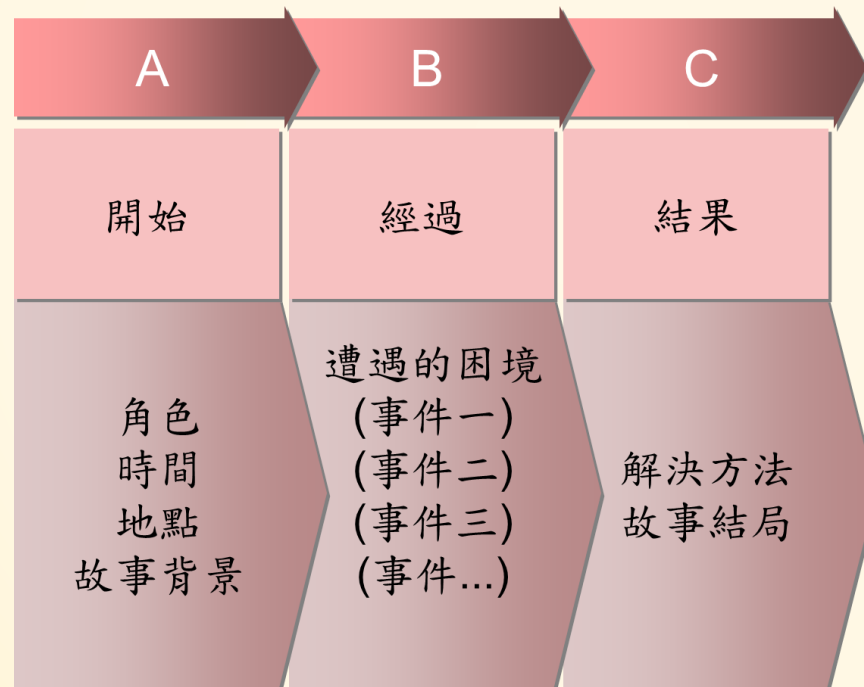 A
B
C
開始
經過
結果
角色
時間
地點
故事背景
遭遇的困境
(事件一)
(事件二)
(事件三)
(事件...)
解決方法
故事結局